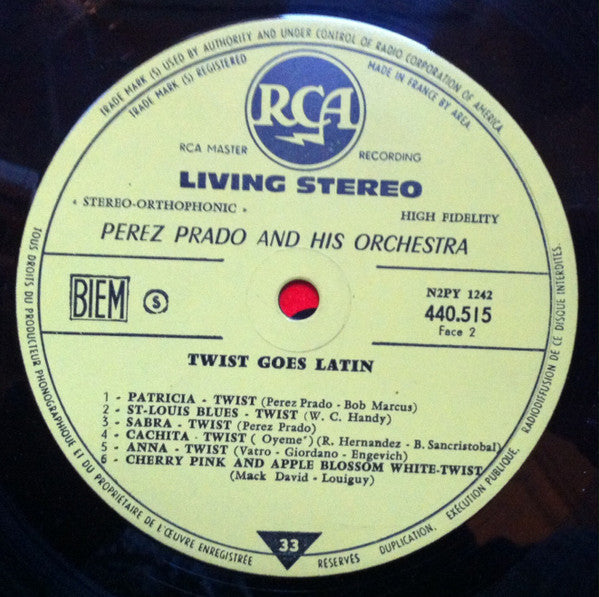 TRADE MARK (S) USED BY AUTHORITY AND UNDER CONTROL OF RADIO CORPORATION OF AMERICA
TRADE MARK (S) REGISTERED
MADE IN FRANCE BY AREA
RCA
RCA MASTER RECORDING
LIVING STEREO
« STEREO-ORTHOPHONIC »
HIGH FIDELITY
PEREZ PRADO AND HIS ORCHESTRA
BIEM
S
N2PY 1242
440.515
Face 2
TWIST GOES LATIN
1 - PATRICIA - TWIST (Perez Prado - Bob Marcus)
2 - ST-LOUIS BLUES - TWIST (W. C. Handy)
3 - SABRA - TWIST (Perez Prado)
4 - CACHITA - TWIST ( Oyeme") (R. Hernandez - B. Sancristobal)
5 - ANNA - TWIST (Vatro - Giordano - Engevich)
6 - CHERRY PINK AND APPLE BLOSSOM WHITE-TWIST
(Mack David - Louiguy)
33
TOUS DROITS DU PRODUCTEUR PHONOGRAPHIQUE ET DU PROPRIÉTAIRE DE L'ŒUVRE ENREGISTRÉE RÉSERVÉS DUPLICATION, EXÉCUTION PUBLIQUE, RADIODIFFUSION DE CE DISQUE INTERDITES.